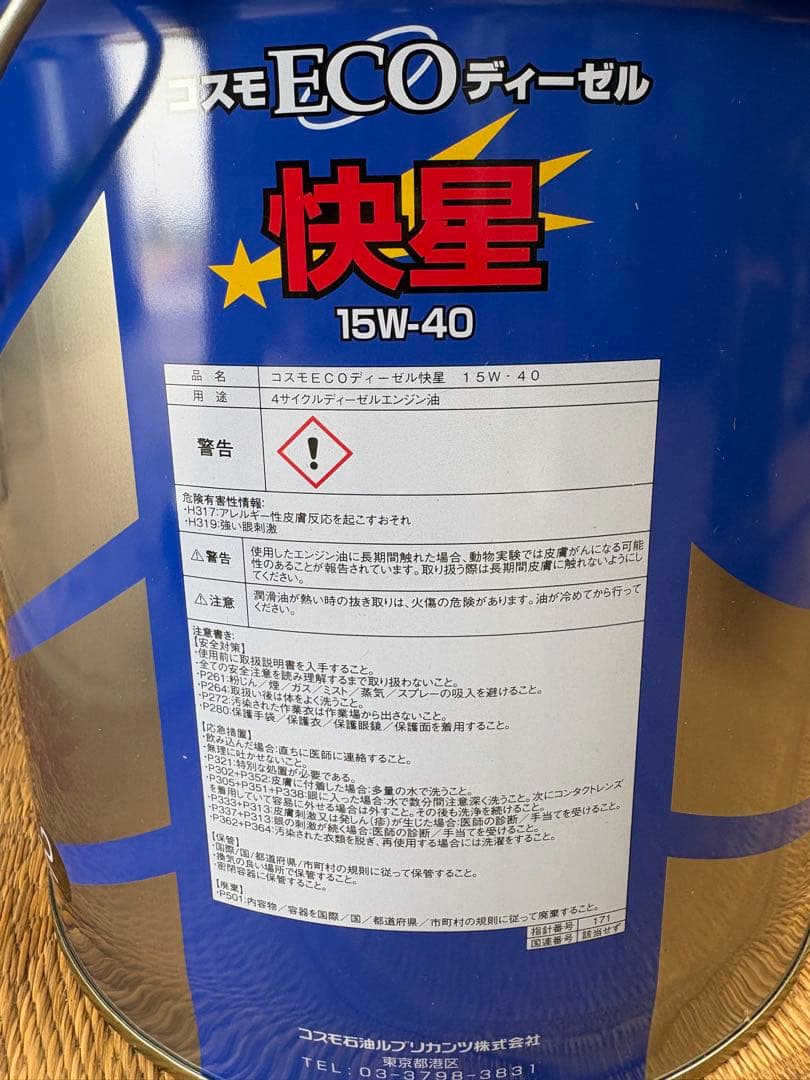 コスモECOディーゼル
快星
15W-40
品名 コスモECOディーゼル快星 15W-40
用途 4サイクルディーゼルエンジン油
警告 !
危険有害性情報:
・H317:アレルギー性皮膚反応を起こすおそれ
・H319:強い眼刺激
⚠警告 使用したエンジン油に長期間触れた場合、動物実験では皮膚がんになる可能
性のあることが報告されています。取り扱う際は長期間皮膚に触れないようにし
てください。
⚠注意 潤滑油が熱い時の抜き取りは、火傷の危険があります。油が冷めてから行って
ください。
注意書き:
【安全対策】
・使用前に取扱説明書を入手すること。
・全ての安全注意を読み理解するまで取り扱わないこと。
・P261:粉じん/煙/ガス/ミスト/蒸気/スプレーの吸入を避けること。
・P264:取扱い後は体をよく洗うこと。
・P272:汚染された作業衣は作業場から出さないこと。
・P280:保護手袋/保護衣/保護眼鏡/保護面を着用すること。
【応急措置】
・飲み込んだ場合:直ちに医師に連絡すること。
・無理に吐かせないこと。
・P321:特別な処置が必要である。
・P302+P352:皮膚に付着した場合:多量の水で洗うこと。
・P305+P351+P338:眼に入った場合:水で数分間注意深く洗うこと。次にコンタクトレンズ
を着用していて容易に外せる場合は外すこと。その後も洗浄を続けること。
・P333+P313:皮膚刺激又は発しん(疹)が生じた場合:医師の診断/手当てを受けること。
・P337+P313:眼の刺激が続く場合:医師の診断/手当てを受けること。
・P362+P364:汚染された衣類を脱ぎ、再使用する場合には洗濯をすること。
【保管】
・国際/国/都道府県/市町村の規則に従って保管すること。
・換気の良い場所で保管すること。
・密閉容器に保管すること。
【廃棄】
・P501:内容物/容器を国際/国/都道府県/市町村の規則に従って廃棄すること。
指針番号 171
国連番号 該当せず
コスモ石油ルブリカンツ株式会社
東京都港区
TEL:03-3798-3831